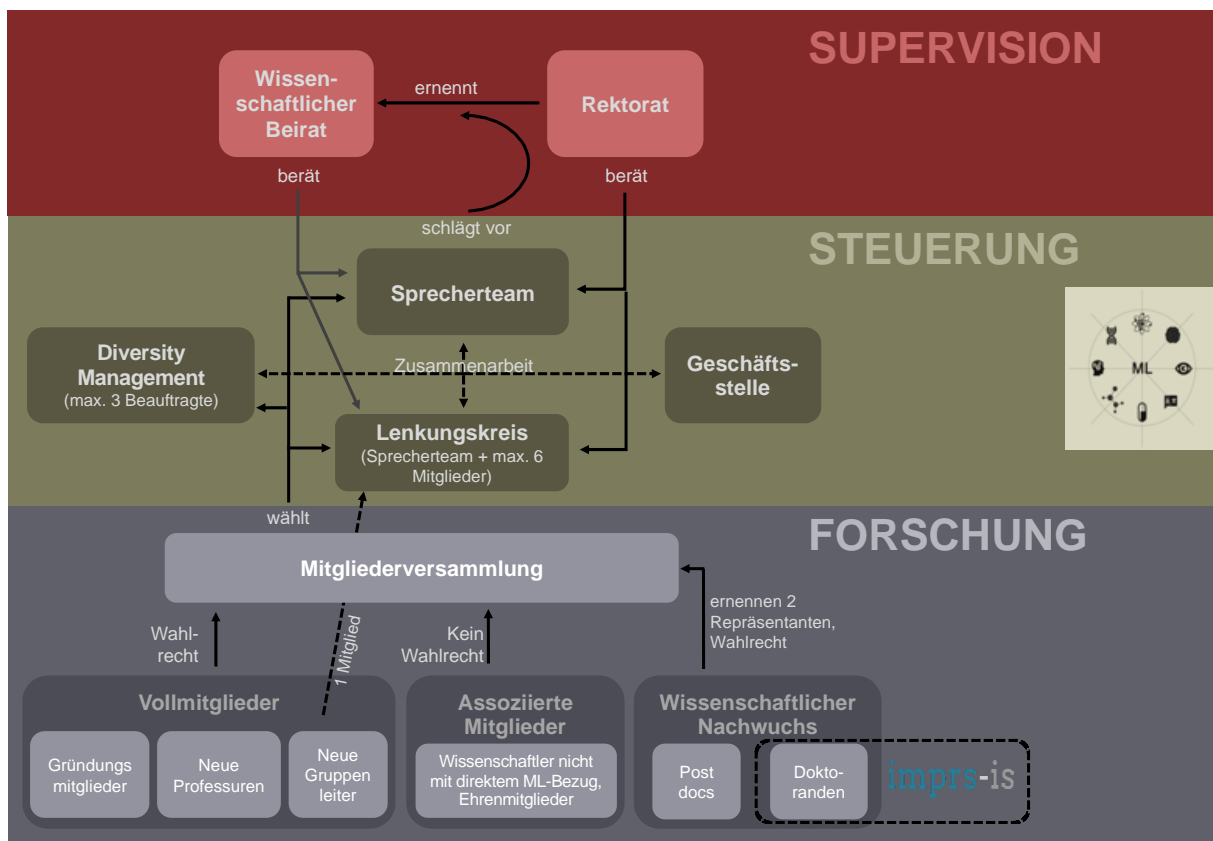 SUPERVISION
Wissen-
schaftlicher
Beirat
ernennt
Rektorat
berät
berät
schlägt vor
STEUERUNG
Sprecherteam
Diversity
Management
(max. 3 Beauftragte)
Zusammenarbeit
Geschäfts-
stelle
ML
Lenkungskreis
(Sprecherteam + max. 6
Mitglieder)
wählt
FORSCHUNG
Mitgliederversammlung
Wahl-
recht
1 Mitglied
Kein
Wahlrecht
ernennen 2
Repräsentanten,
Wahlrecht
Vollmitglieder
Gründungs
mitglieder
Neue
Professuren
Neue
Gruppen
leiter
Assoziierte
Mitglieder
Wissenschaftler nicht
mit direktem ML-Bezug,
Ehrenmitglieder
Wissenschaftlicher
Nachwuchs
Post
docs
Dokto-
randen
imprs-is